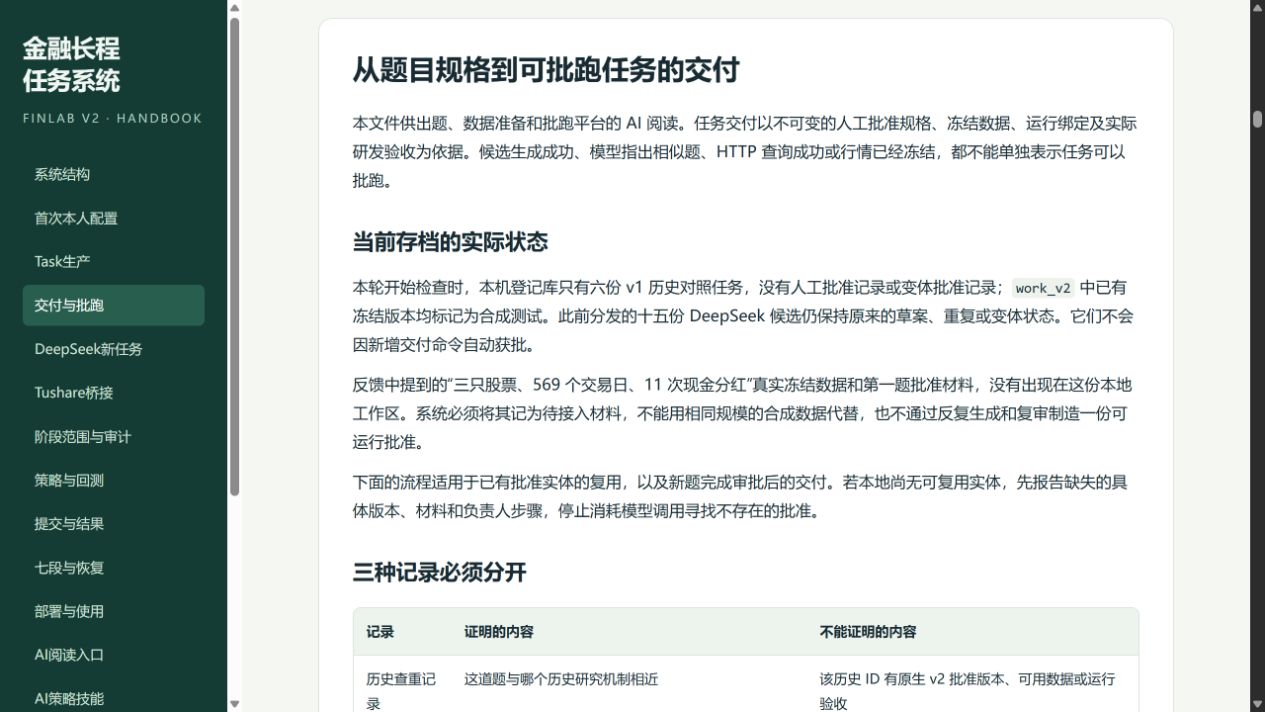 金融长程
任务系统
FINLAB V2 · HANDBOOK
系统结构
首次本人配置
Task生产
交付与批跑
DeepSeek新任务
Tushare桥接
阶段范围与审计
策略与回测
提交与结果
七段与恢复
部署与使用
AI阅读入口
AI策略技能
从题目规格到可批跑任务的交付
本文件供出题、数据准备和批跑平台的 AI 阅读。任务交付以不可变的人工批准规格、冻结数据、运行绑定及实际
研发验收为依据。候选生成成功、模型指出相似题、HTTP 查询成功或行情已经冻结，都不能单独表示任务可以
批跑。
当前存档的实际状态
本轮开始检查时，本机登记库只有六份 v1 历史对照任务，没有人工批准记录或变体批准记录；work_v2 中已有
冻结版本均标记为合成测试。此前分发的十五份 DeepSeek 候选仍保持原来的草案、重复或变体状态。它们不会
因新增交付命令自动获批。
反馈中提到的“三只股票、569 个交易日、11 次现金分红”真实冻结数据和第一题批准材料，没有出现在这份本地
工作区。系统必须将其记为待接入材料，不能用相同规模的合成数据代替，也不通过反复生成和复审制造一份可
运行批准。
下面的流程适用于已有批准实体的复用，以及新题完成审批后的交付。若本地尚无可复用实体，先报告缺失的具
体版本、材料和负责人步骤，停止消耗模型调用寻找不存在的批准。
三种记录必须分开
记录
证明的内容
不能证明的内容
历史查重记
录
这道题与哪个历史研究机制相近
该历史 ID 有原生 v2 批准版本、可用数据或运行
验收